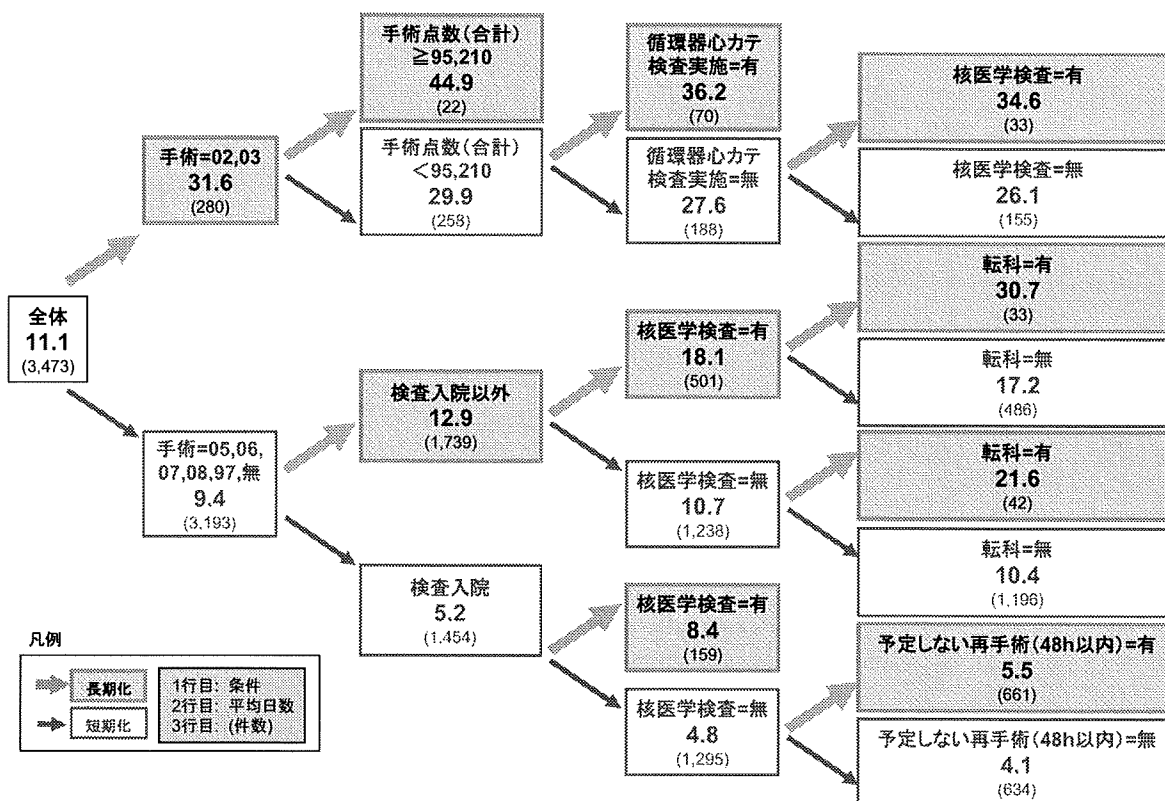 全体
11.1
(3,473)
手術=02,03
31.6
(280)
手術=05,06,
07,08,97,無
9.4
(3,193)
手術点数(合計)
≧95,210
44.9
(22)
手術点数(合計)
<95,210
29.9
(258)
検査入院以外
12.9
(1,739)
検査入院
5.2
(1,454)
循環器心カテ
検査実施=有
36.2
(70)
循環器心カテ
検査実施=無
27.6
(188)
核医学検査=有
18.1
(501)
核医学検査=無
10.7
(1,238)
核医学検査=有
8.4
(159)
核医学検査=無
4.8
(1,295)
核医学検査=有
34.6
(33)
核医学検査=無
26.1
(155)
転科=有
30.7
(33)
転科=無
17.2
(486)
転科=有
21.6
(42)
転科=無
10.4
(1,196)
予定しない再手術(48h以内)=有
5.5
(661)
予定しない再手術(48h以内)=無
4.1
(634)
凡例
長期化
短期化
1行目: 条件
2行目: 平均日数
3行目: (件数)